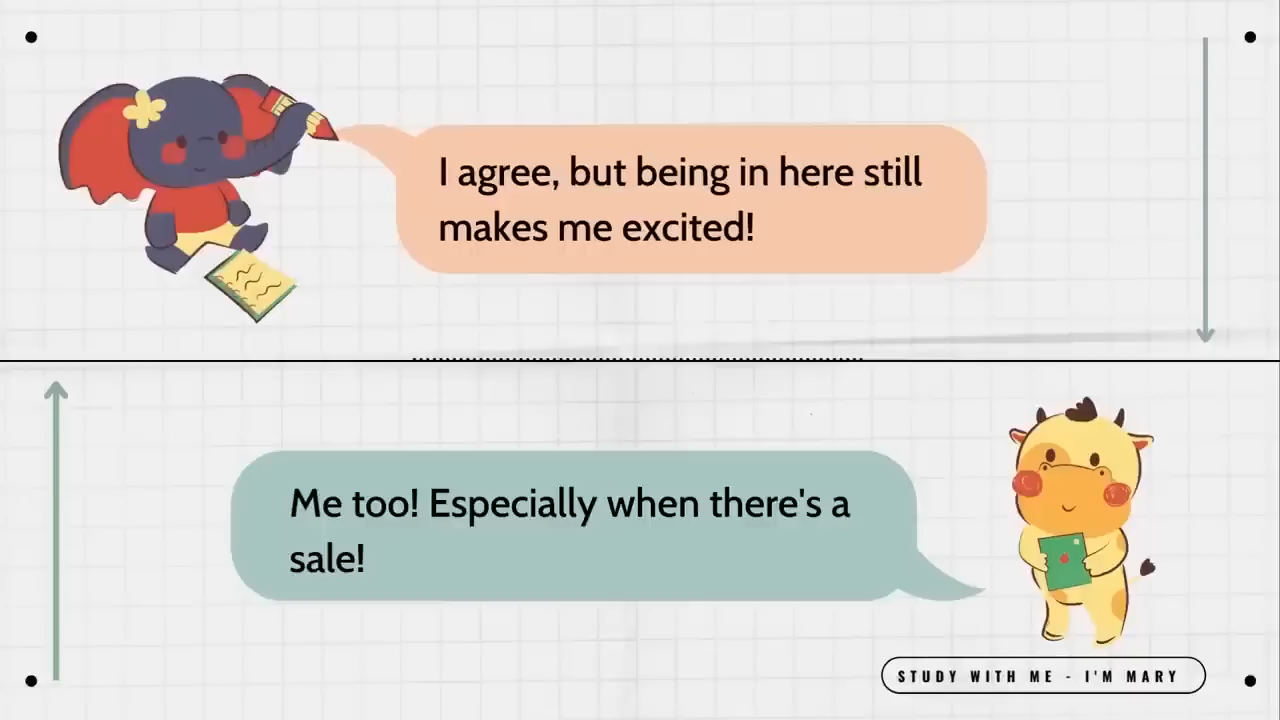 I agree, but being in here still
makes me excited!
Me too! Especially when there's a
sale!
STUDY WITH ME - I'M MARY